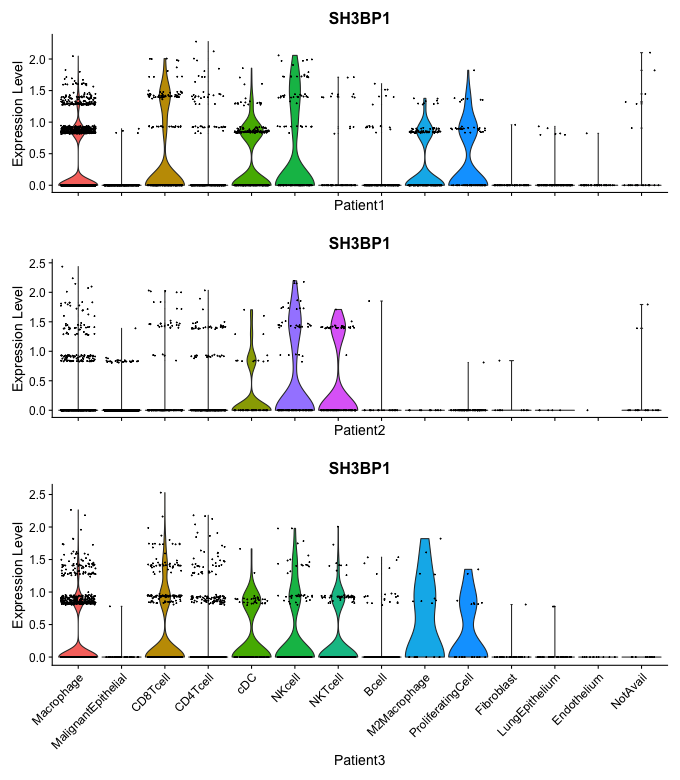 SH3BP1
Expression Level
2.0
1.5
1.0
0.5
0.0
Patient1
SH3BP1
Expression Level
2.5
2.0
1.5
1.0
0.5
0.0
Patient2
SH3BP1
Expression Level
2.5
2.0
1.5
1.0
0.5
0.0
Macrophage
MalignantEpithelial
CD8Tcell
CD4Tcell
cDC
NKcell
NKTcell
Bcell
M2Macrophage
ProliferatingCell
Fibroblast
LungEpithelium
Endothelium
NotAvail
Patient3